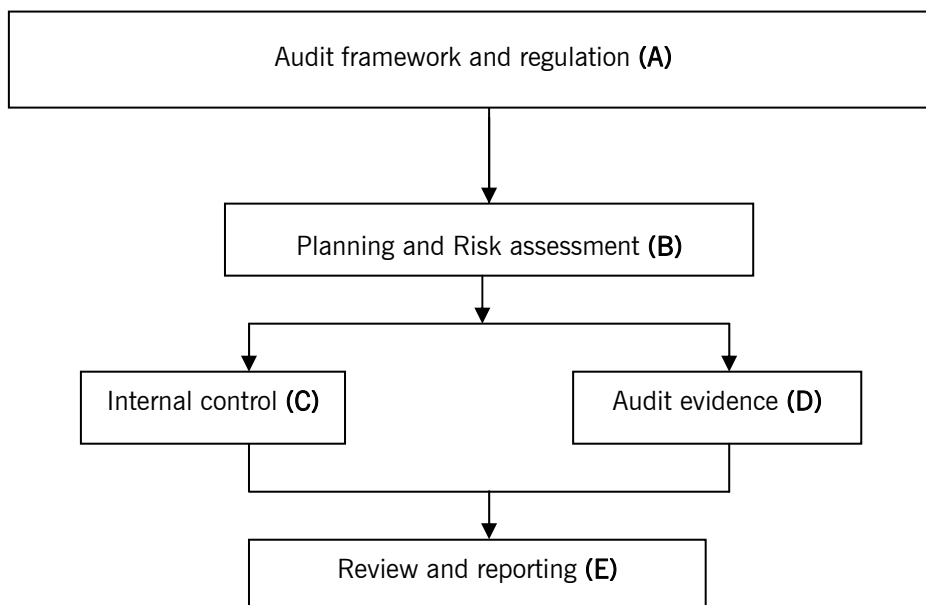 Audit framework and regulation (A)
Planning and Risk assessment (B)
Internal control (C)
Audit evidence (D)
Review and reporting (E)